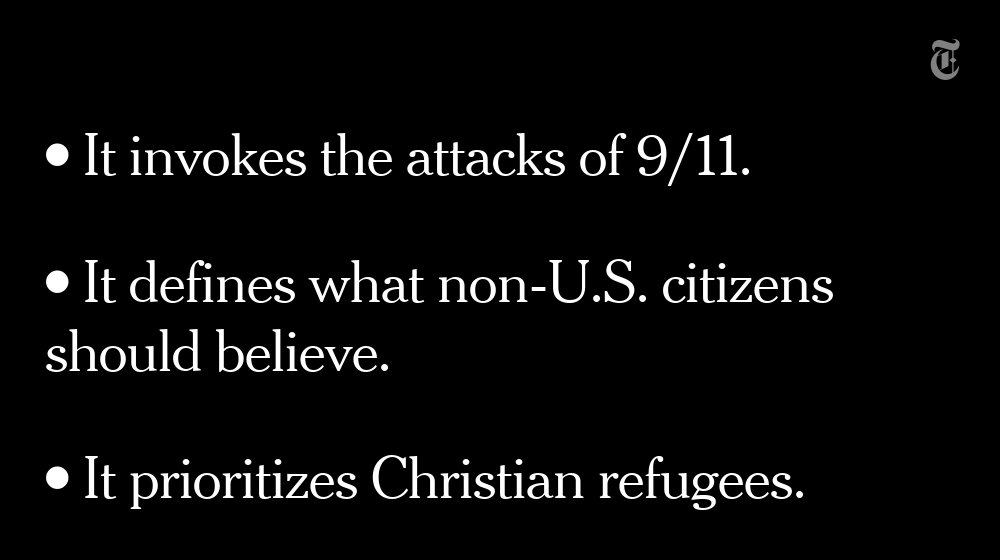 T
• It invokes the attacks of 9/11.
• It defines what non-U.S. citizens
should believe.
• It prioritizes Christian refugees.